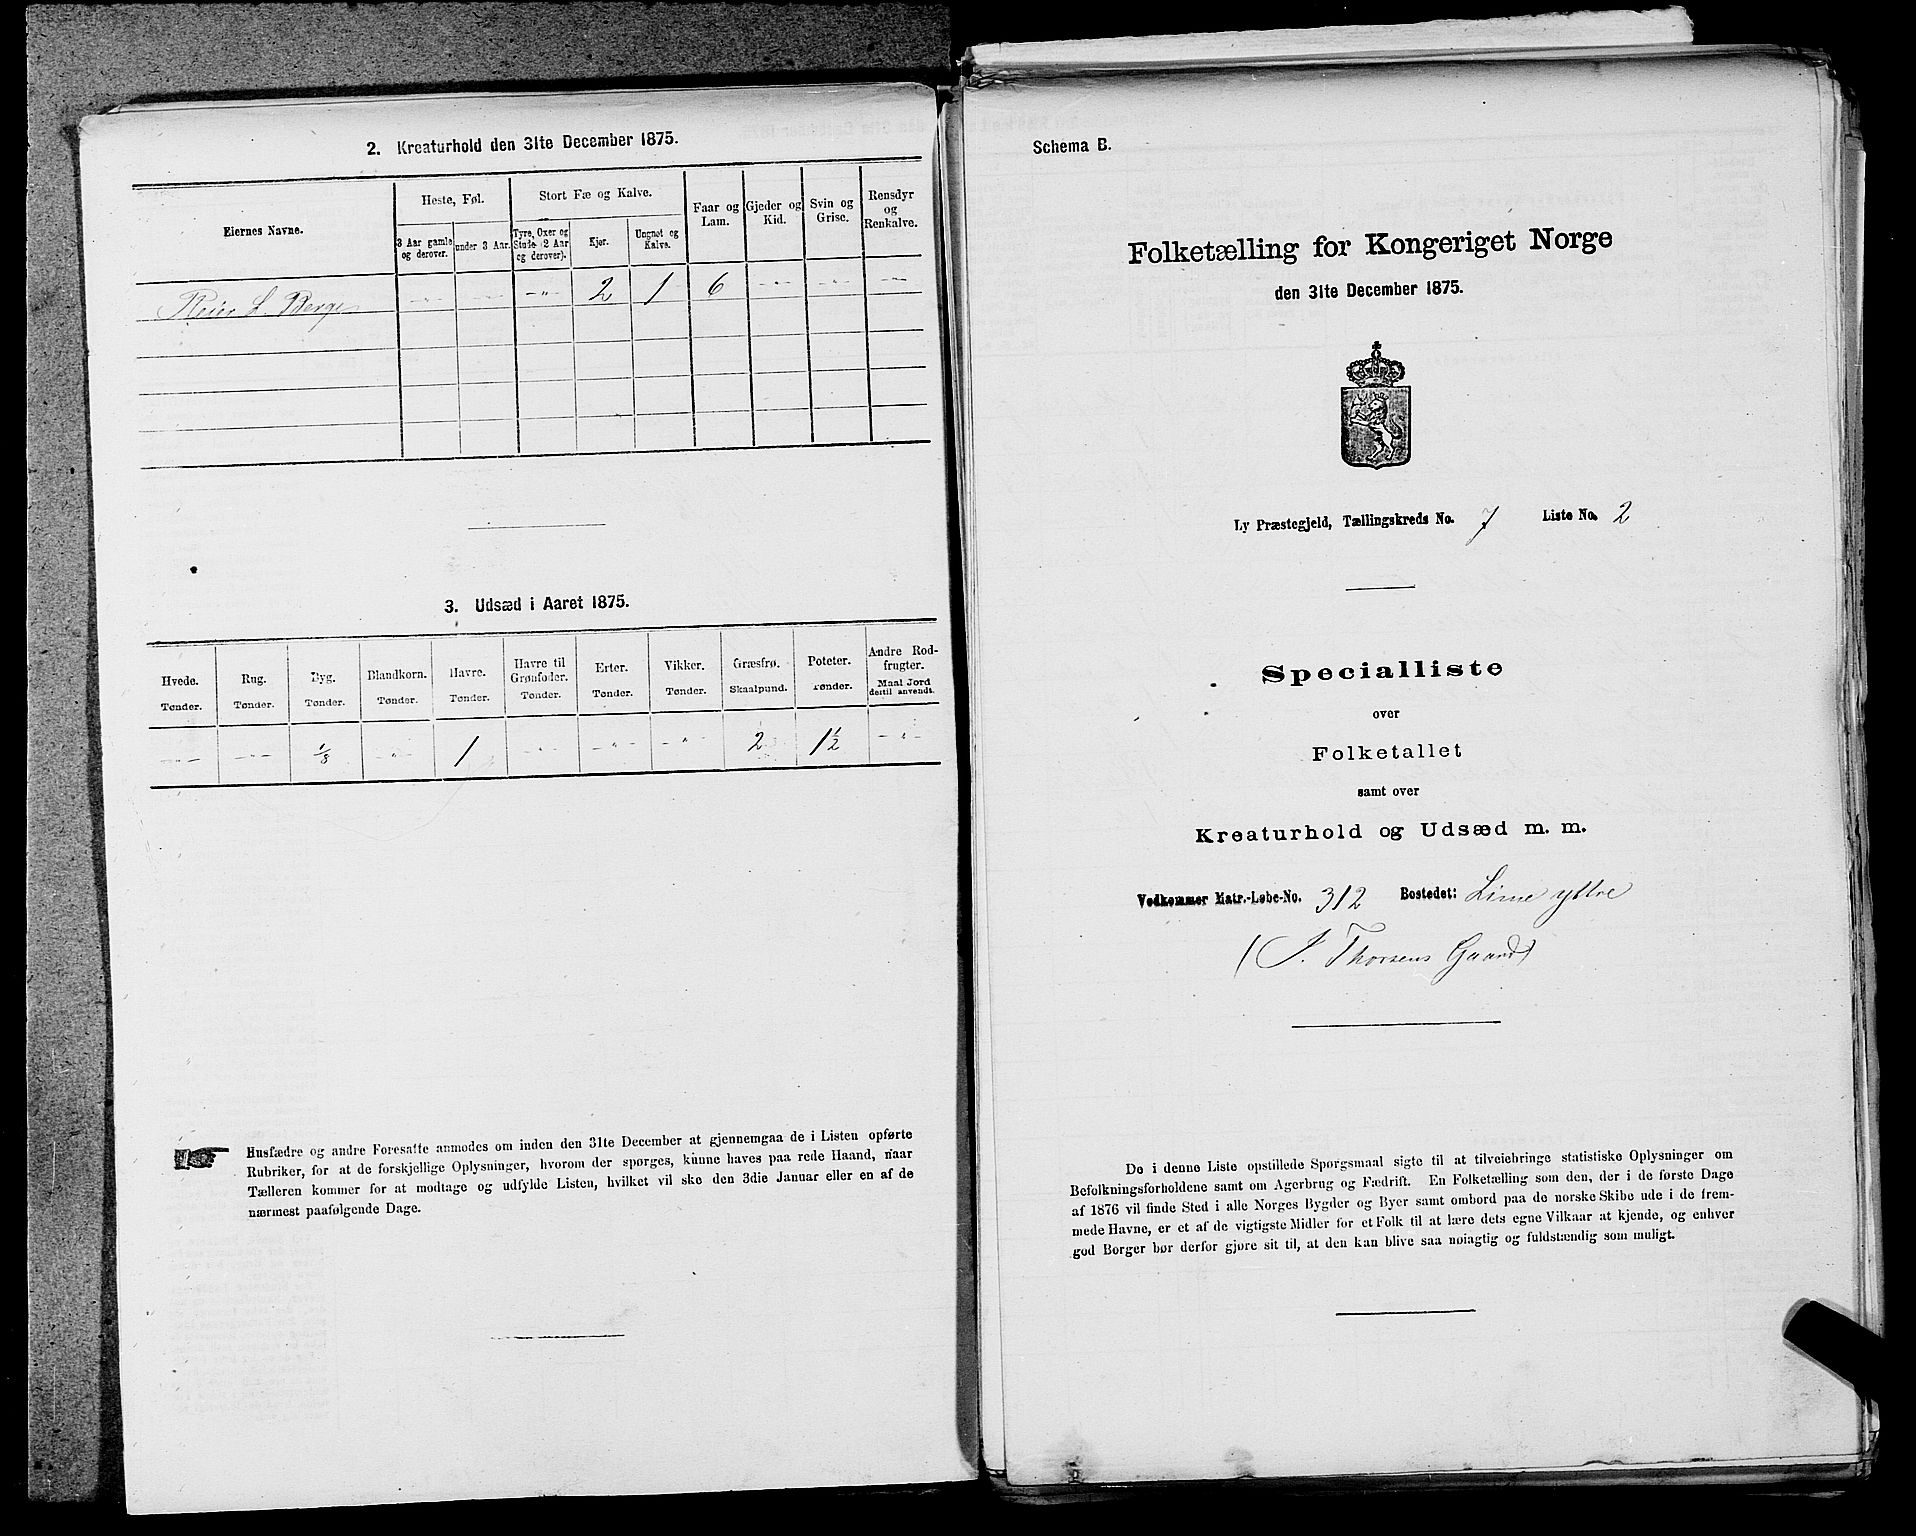 2. Kreaturhold den 31te December 1875.
Eiernes Navne.
Heste, Føl.
Stort Fæ og Kalve.
Faar og Lam.
Gjeder og Kid.
Svin og Grise.
Rensdyr og Renkalve.
3 Aar gamle og derover.
under 3 Aar.
Tyre, Oxer og Stude (2 Aar og derover).
Kjør.
Ungnøt og Kalve.
Reier L. Berge -"- -"- -"- 2 1 6 -"- -"- -"-
3. Udsæd i Aaret 1875.
Hvede. Rug. Byg. Blandkorn. Havre. Havre til Grønfoder. Erter. Vikker. Græsfrø. Poteter. Andre Rodfrugter.
Tønder. Tønder. Tønder. Tønder. Tønder. Tønder. Tønder. Tønder. Skaalpund. Tønder. Maal Jord dertil anvendt.
-"- -"- 1/8 -"- 1 -"- -"- -"- 2 1½ -"-
Husfædre og andre Foresatte anmodes om inden den 31te December at gjennemgaa de i Listen opførte
Rubriker, for at de forskjellige Oplysninger, hvorom der spørges, kunne haves paa rede Haand, naar
Tælleren kommer for at modtage og udfylde Listen, hvilket vil ske den 3die Januar eller en af de
nærmest paafølgende Dage.
Schema B.
Folketælling for Kongeriget Norge
den 31te December 1875.
Ly Præstegjeld, Tællingskreds No. 7 Liste No. 2
Specialliste
over
Folketallet
samt over
Kreaturhold og Udsæd m. m.
Vedkommer Matr.-Løbe-No. 312 Bostedet: Lime yttre
(J. Thorsens Gaard)
De i denne Liste opstillede Spørgsmaal sigte til at tilveiebringe statistiske Oplysninger om
Befolkningsforholdene samt om Agerbrug og Fædrift. En Folketælling som den, der i de første Dage
af 1876 vil finde Sted i alle Norges Bygder og Byer samt ombord paa de norske Skibe ude i de frem-
mede Havne, er et af de vigtigste Midler for et Folk til at lære dets egne Vilkaar at kjende, og enhver
god Borger bør derfor gjøre sit til, at den kan blive saa nøiagtig og fuldstændig som muligt.